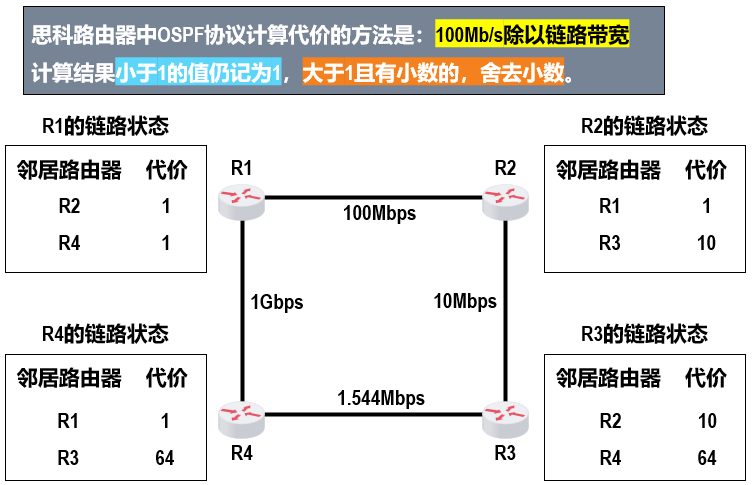 思科路由器中OSPF协议计算代价的方法是：100Mb/s除以链路带宽
计算结果小于1的值仍记为1，大于1且有小数的，舍去小数。
R1的链路状态
邻居路由器 代价
R2 1
R4 1
R1
R2
100Mbps
1Gbps
10Mbps
1.544Mbps
R4
R3
R2的链路状态
邻居路由器 代价
R1 1
R3 10
R4的链路状态
邻居路由器 代价
R1 1
R3 64
R3的链路状态
邻居路由器 代价
R2 10
R4 64